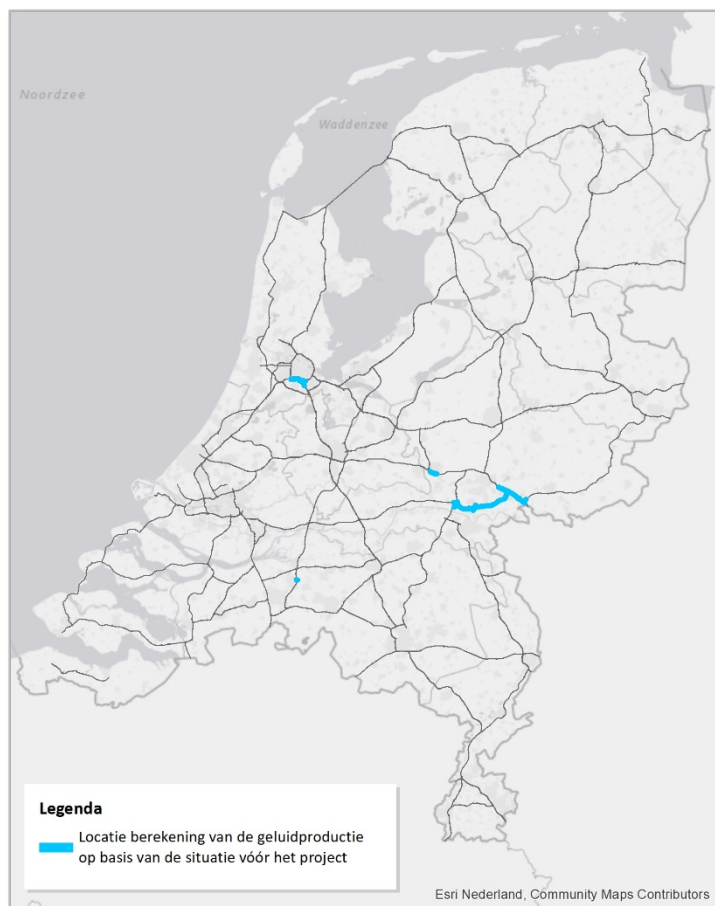 Noordzee
Waddenzee
Legenda
Locatie berekening van de geluidproductie
op basis van de situatie vóór het project
Esri Nederland, Community Maps Contributors